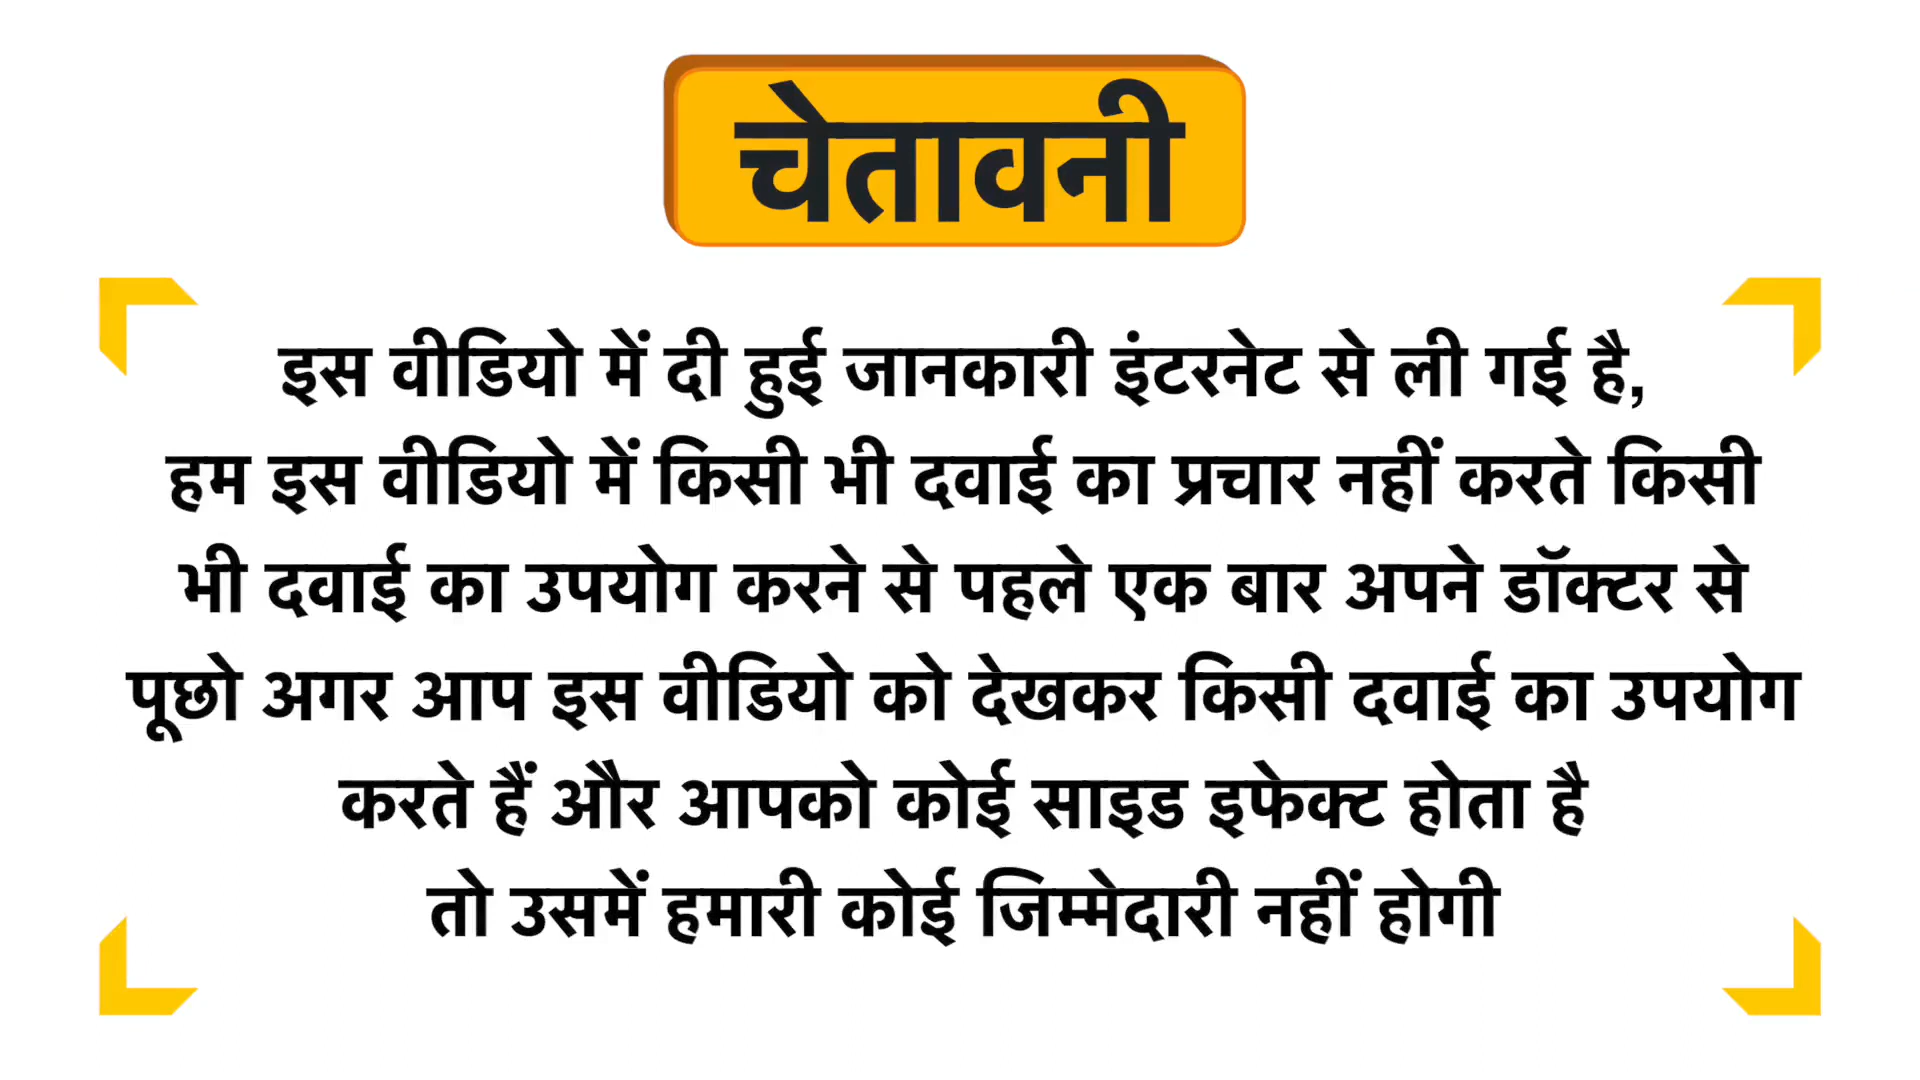 चेतावनी
इस वीडियो में दी हुई जानकारी इंटरनेट से ली गई है,
हम इस वीडियो में किसी भी दवाई का प्रचार नहीं करते किसी
भी दवाई का उपयोग करने से पहले एक बार अपने डॉक्टर से
पूछो अगर आप इस वीडियो को देखकर किसी दवाई का उपयोग
करते हैं और आपको कोई साइड इफेक्ट होता है
तो उसमें हमारी कोई जिम्मेदारी नहीं होगी